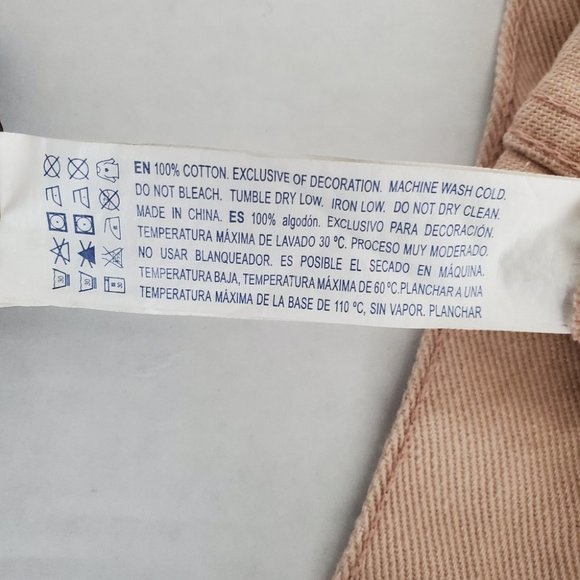 EN 100% COTTON. EXCLUSIVE OF DECORATION. MACHINE WASH COLD.
DO NOT BLEACH. TUMBLE DRY LOW. IRON LOW. DO NOT DRY CLEAN.
MADE IN CHINA. ES 100% algodón. EXCLUSIVO PARA DECORACIÓN.
TEMPERATURA MÁXIMA DE LAVADO 30 ºC. PROCESO MUY MODERADO.
NO USAR BLANQUEADOR. ES POSIBLE EL SECADO EN MÁQUINA.
TEMPERATURA BAJA, TEMPERATURA MÁXIMA DE 60 ºC.PLANCHAR A UNA
TEMPERATURA MÁXIMA DE LA BASE DE 110 ºC, SIN VAPOR. PLANCHAR